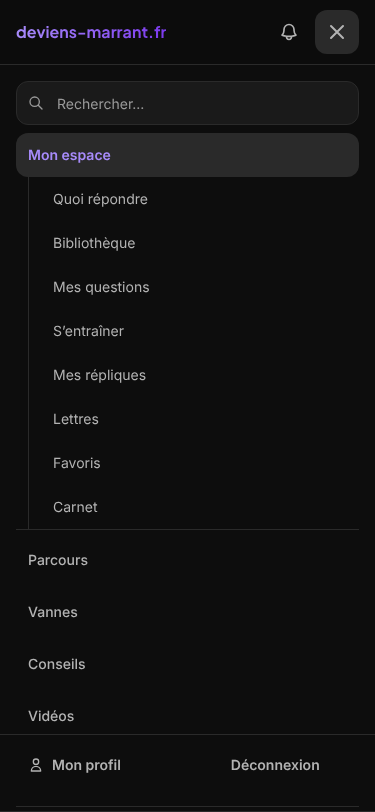 deviens-marrant.fr
Rechercher...
Mon espace
Quoi répondre
Bibliothèque
Mes questions
S’entraîner
Mes répliques
Lettres
Favoris
Carnet
Parcours
Vannes
Conseils
Vidéos
Mon profil
Déconnexion